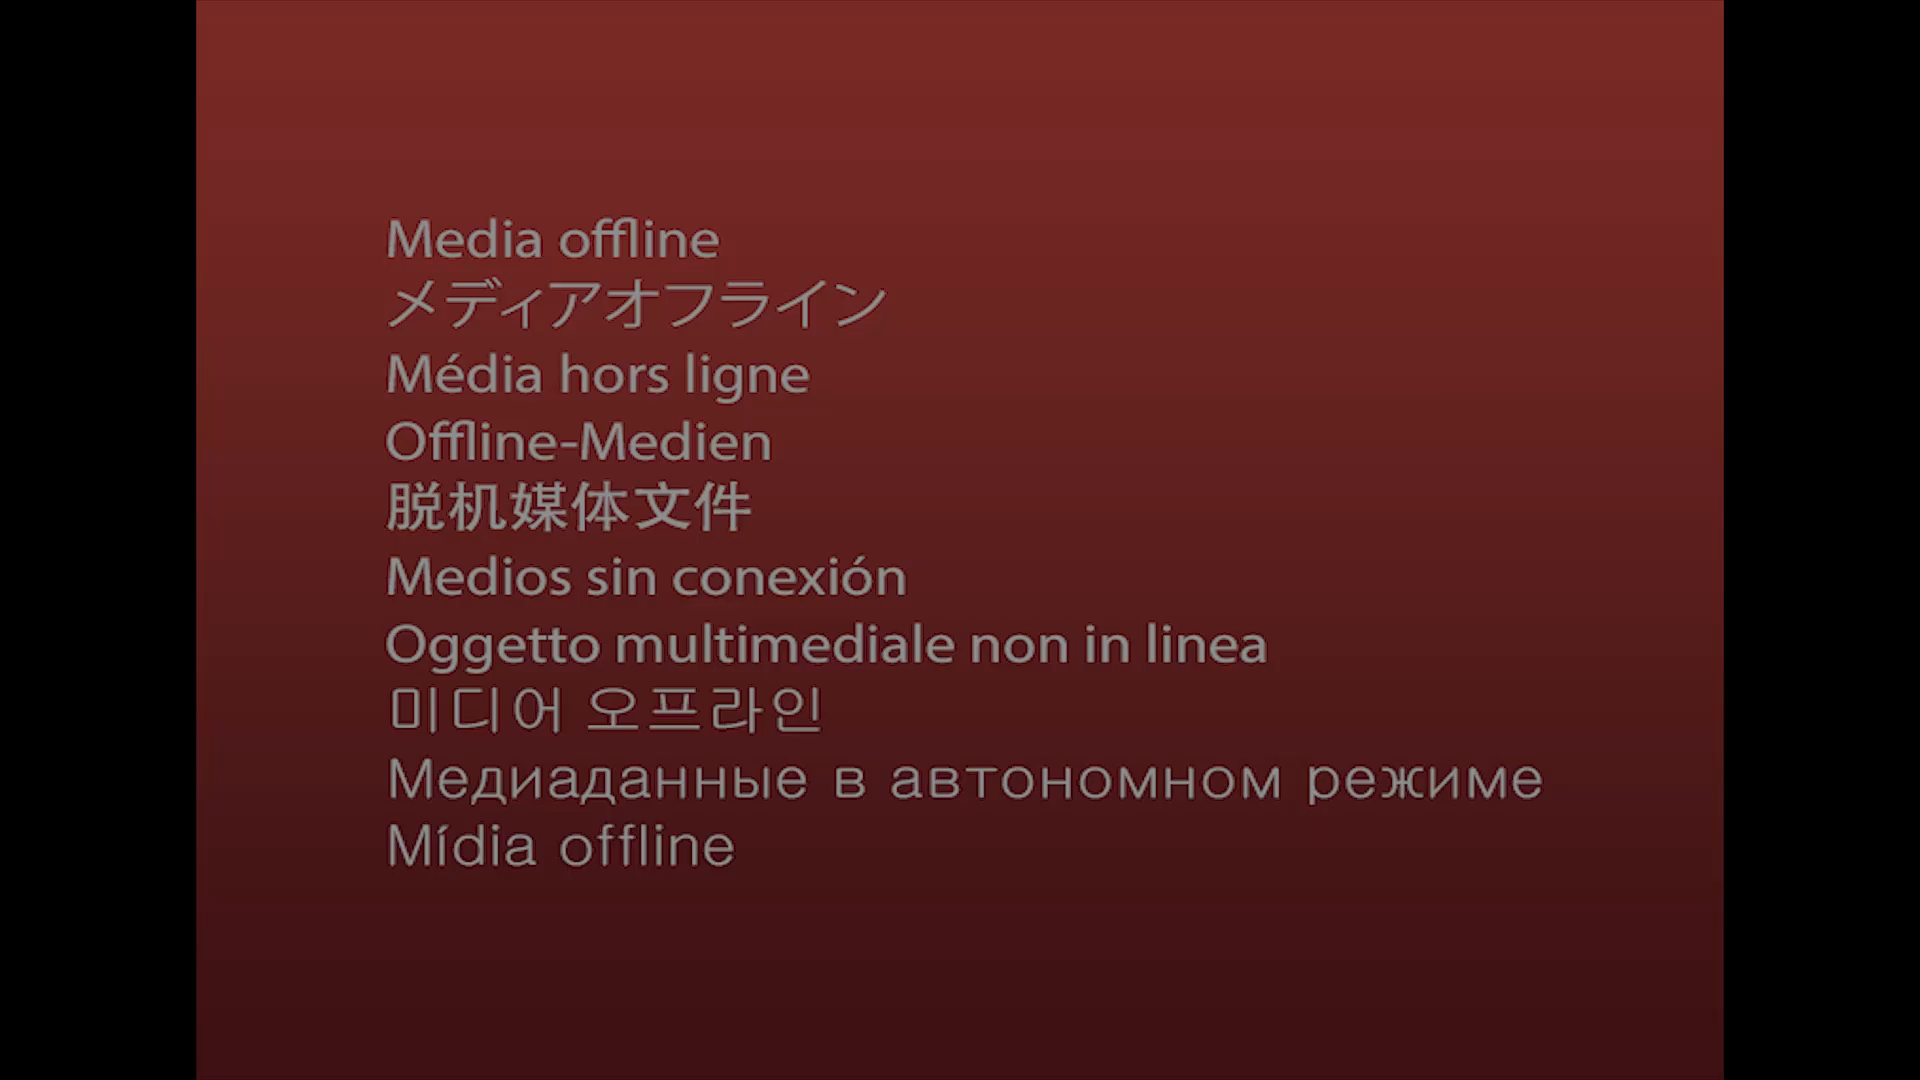 Media offline
メディアオフライン
Média hors ligne
Offline-Medien
脱机媒体文件
Medios sin conexión
Oggetto multimediale non in linea
미디어 오프라인
Медиаданные в автономном режиме
Mídia offline